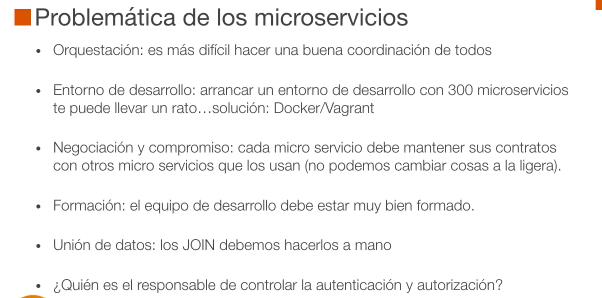 Problemática de los microservicios
• Orquestación: es más difícil hacer una buena coordinación de todos
• Entorno de desarrollo: arrancar un entorno de desarrollo con 300 microservicios
te puede llevar un rato…solución: Docker/Vagrant
• Negociación y compromiso: cada micro servicio debe mantener sus contratos
con otros micro servicios que los usan (no podemos cambiar cosas a la ligera).
• Formación: el equipo de desarrollo debe estar muy bien formado.
• Unión de datos: los JOIN debemos hacerlos a mano
• ¿Quién es el responsable de controlar la autenticación y autorización?